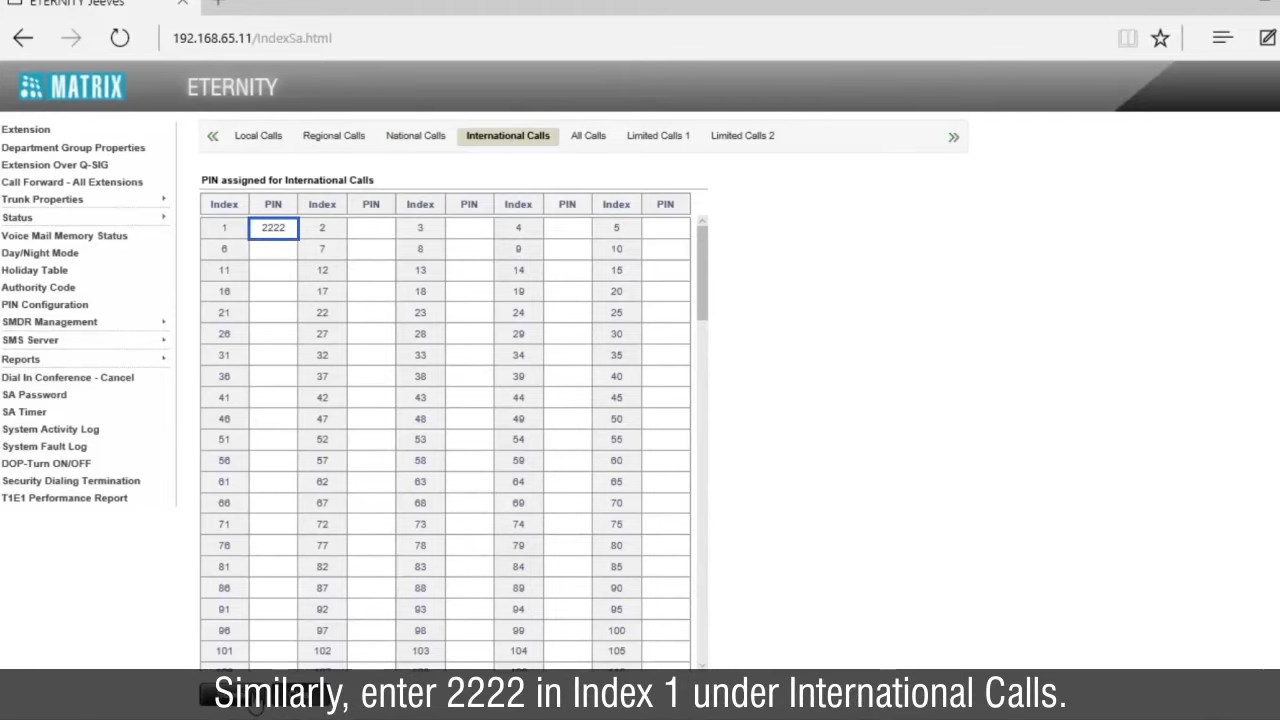 ETERNITY Jeeves
192.168.65.11/IndexSa.html
MATRIX ETERNITY
Extension
Department Group Properties
Extension Over Q-SIG
Call Forward - All Extensions
Trunk Properties
Status
Voice Mail Memory Status
Day/Night Mode
Holiday Table
Authority Code
PIN Configuration
SMDR Management
SMS Server
Reports
Dial In Conference - Cancel
SA Password
SA Timer
System Activity Log
System Fault Log
DOP-Turn ON/OFF
Security Dialing Termination
T1E1 Performance Report
Local Calls Regional Calls National Calls International Calls All Calls Limited Calls 1 Limited Calls 2
PIN assigned for International Calls
Index PIN Index PIN Index PIN Index PIN Index PIN
1 2222 2 3 4 5
6 7 8 9 10
11 12 13 14 15
16 17 18 19 20
21 22 23 24 25
26 27 28 29 30
31 32 33 34 35
36 37 38 39 40
41 42 43 44 45
46 47 48 49 50
51 52 53 54 55
56 57 58 59 60
61 62 63 64 65
66 67 68 69 70
71 72 73 74 75
76 77 78 79 80
81 82 83 84 85
86 87 88 89 90
91 92 93 94 95
96 97 98 99 100
101 102 103 104 105
Similarly, enter 2222 in Index 1 under International Calls.